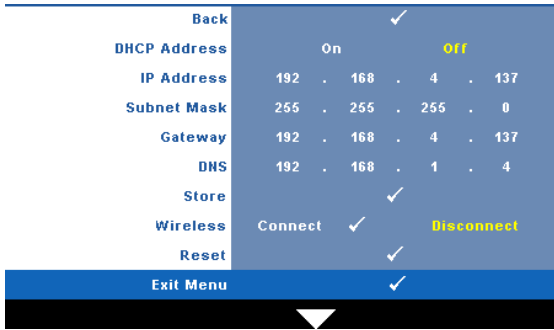 Back ✓
DHCP Address On Off
IP Address 192 . 168 . 4 . 137
Subnet Mask 255 . 255 . 255 . 0
Gateway 192 . 168 . 4 . 137
DNS 192 . 168 . 1 . 4
Store ✓
Wireless Connect ✓ Disconnect
Reset ✓
Exit Menu ✓